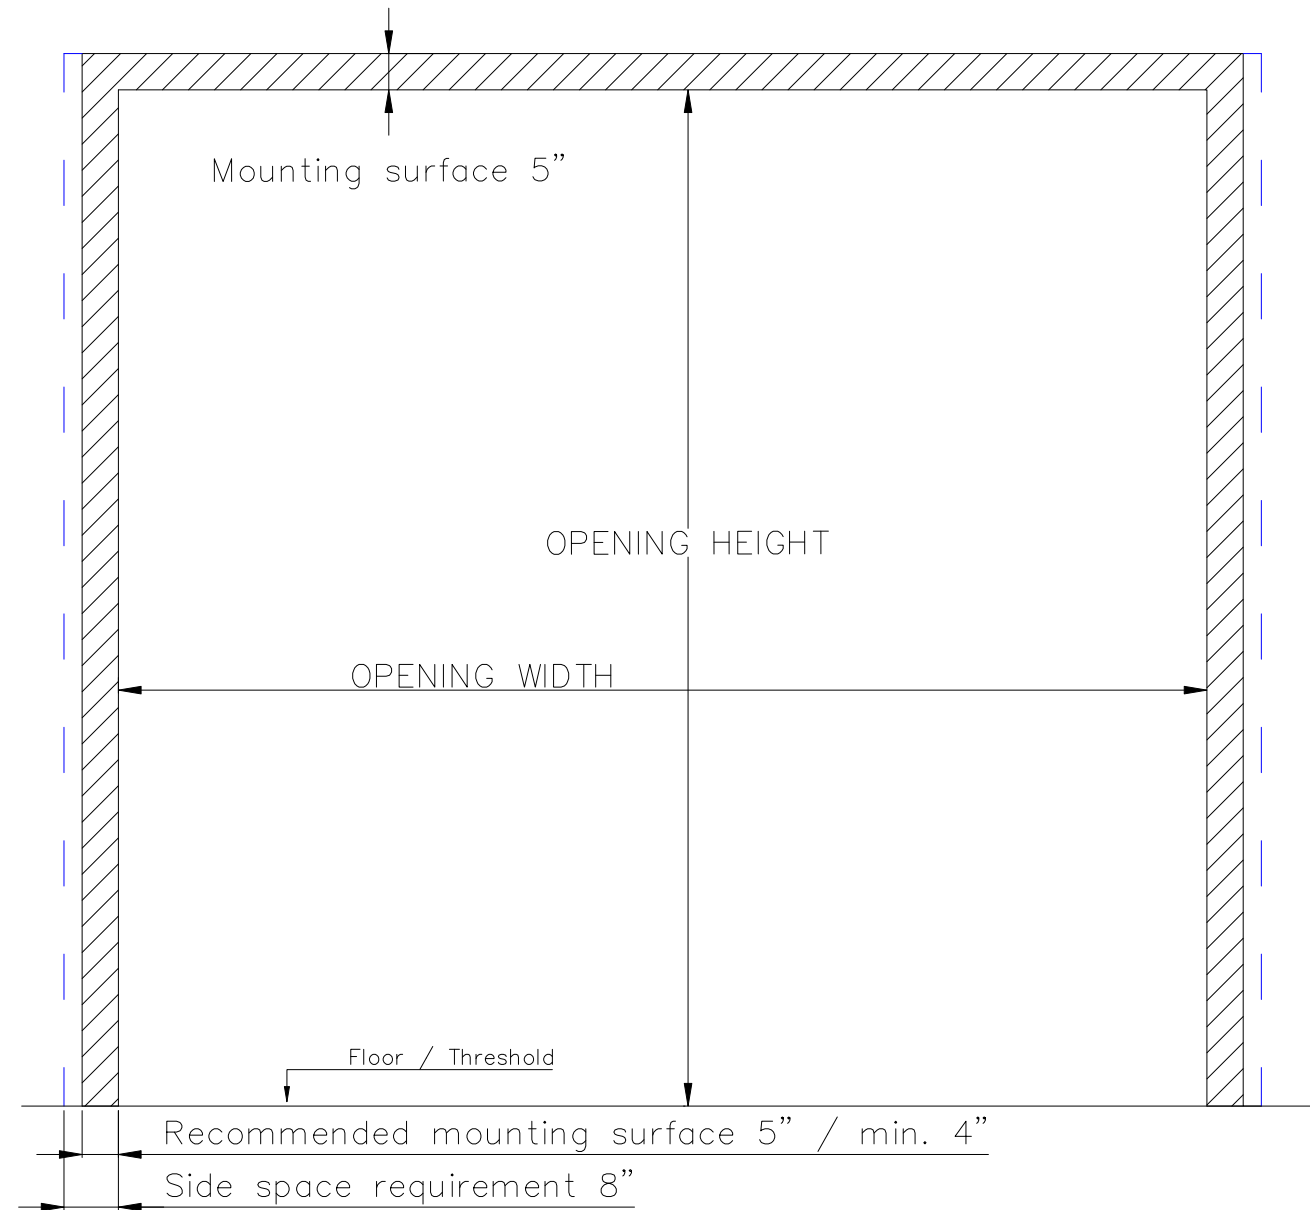 Mounting surface 5”
OPENING HEIGHT
OPENING WIDTH
Floor / Threshold
Recommended mounting surface 5” / min. 4”
Side space requirement 8”